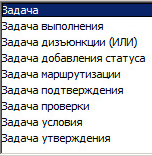 Задача
Задача выполнения
Задача дизъюнкции (ИЛИ)
Задача добавления статуса
Задача маршрутизации
Задача подтверждения
Задача проверки
Задача условия
Задача утверждения